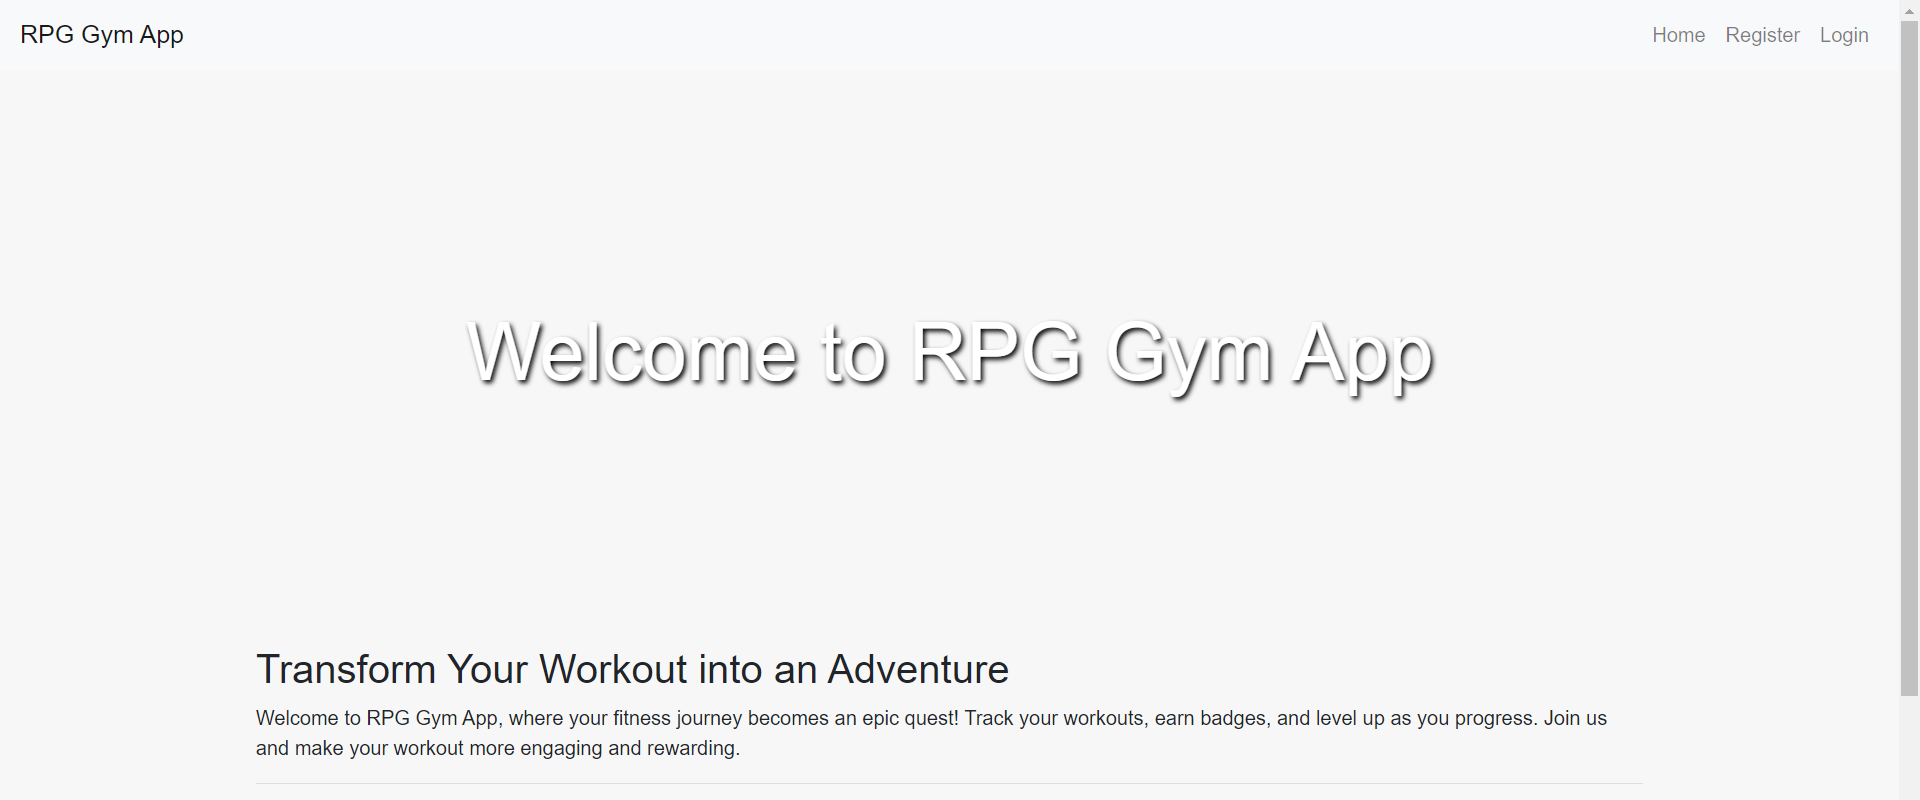 RPG Gym App
Home Register Login
Welcome to RPG Gym App
Transform Your Workout into an Adventure
Welcome to RPG Gym App, where your fitness journey becomes an epic quest! Track your workouts, earn badges, and level up as you progress. Join us
and make your workout more engaging and rewarding.